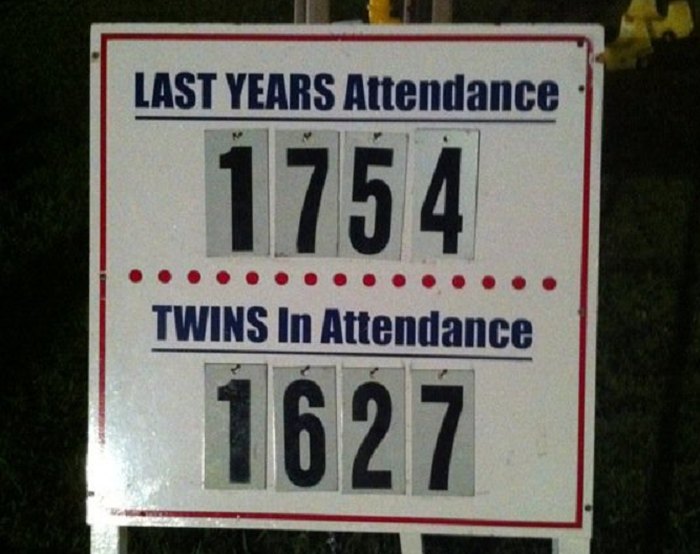 LAST YEARS Attendance
1754
TWINS In Attendance
1627